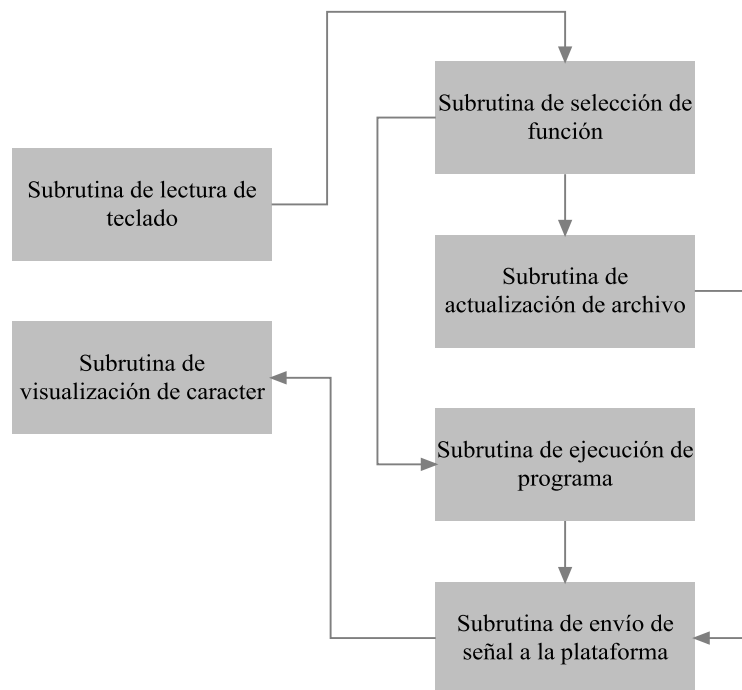 Subrutina de selección de
función
Subrutina de lectura de
teclado
Subrutina de
actualización de archivo
Subrutina de
visualización de caracter
Subrutina de ejecución de
programa
Subrutina de envío de
señal a la plataforma